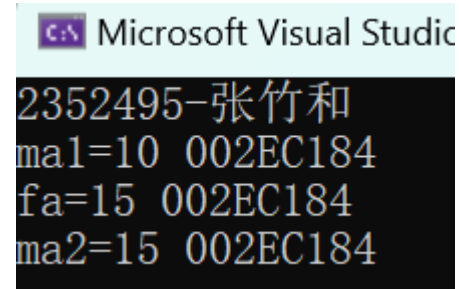 Microsoft Visual Studio
2352495-张竹和
ma1=10 002EC184
fa=15 002EC184
ma2=15 002EC184